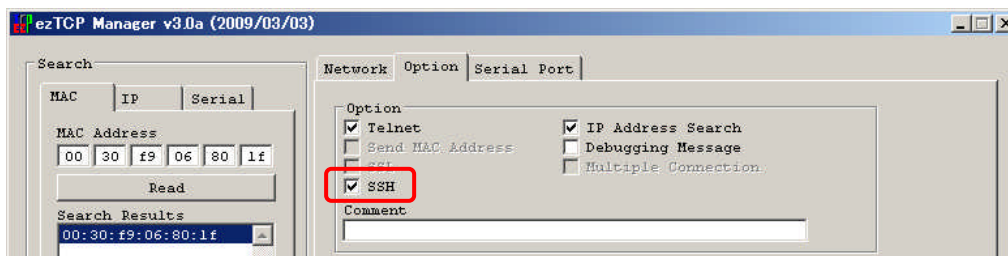 ezTCP Manager v3.0a (2009/03/03)
Search
MAC IP Serial
MAC Address
00 30 f9 06 80 1f
Read
Search Results
00:30:f9:06:80:1f
Network Option Serial Port
Option
Telnet IP Address Search
Send MAC Address Debugging Message
SSL Multiple Connection
SSH
Comment